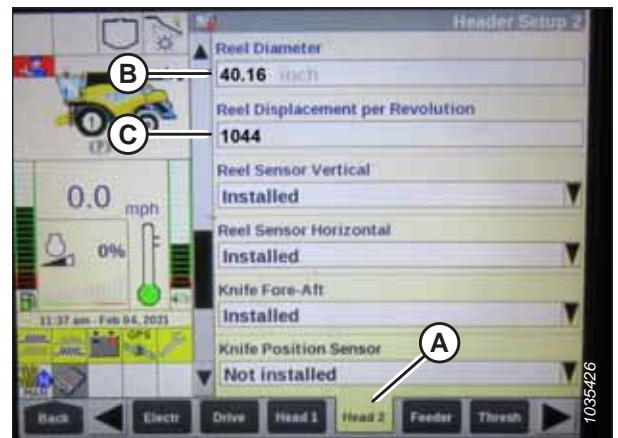 Header Setup 2
Reel Diameter
B
40.16 inch
Reel Displacement per Revolution
C
1044
Reel Sensor Vertical
Installed
0.0 mph
Reel Sensor Horizontal
Installed
0%
Knife Fore-Aft
Installed
11:37 am - Feb 04, 2021
GPS
Knife Position Sensor
A
Not installed
Back
Electr
Drive
Head 1
Head 2
Feeder
Thresh
1035426